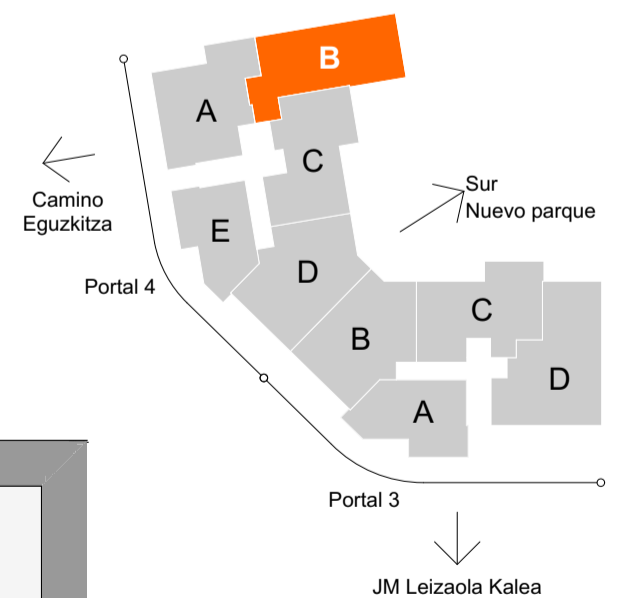 B
A
C
Camino
Eguzkitza
Sur
Nuevo parque
E
D
Portal 4
C
B
D
A
Portal 3
JM Leizaola Kalea